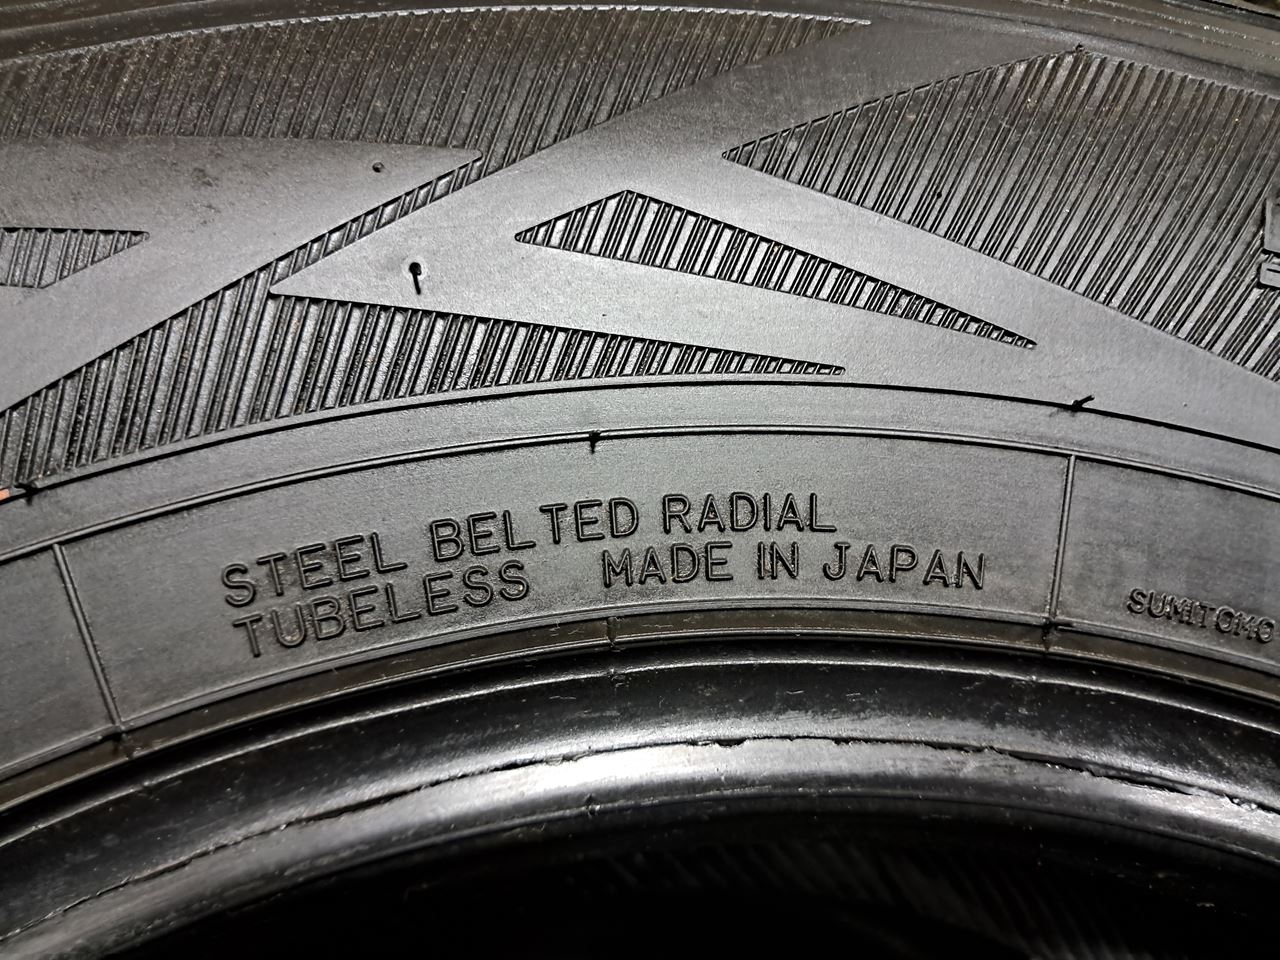 STEEL BELTED RADIAL
TUBELESS MADE IN JAPAN
SUMITOMO